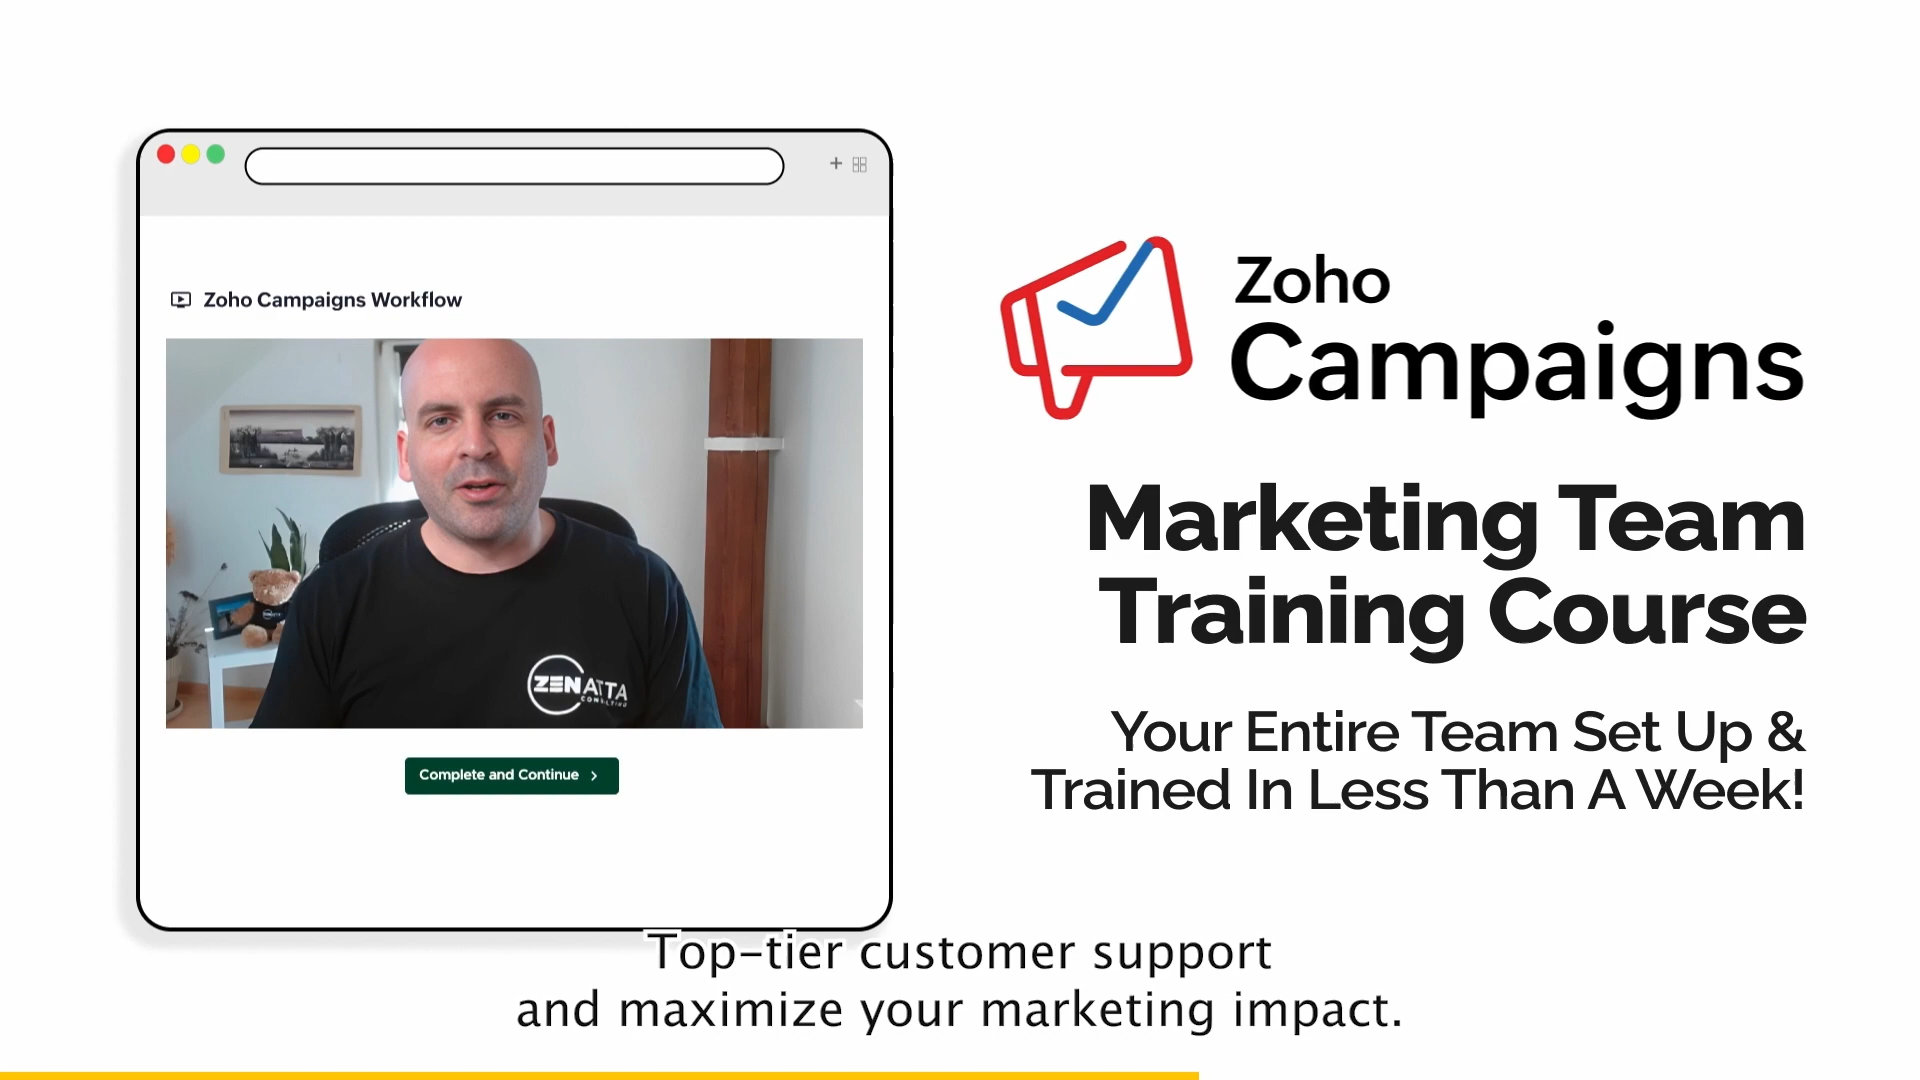 Zoho Campaigns Workflow
ZENATTA
CONSULTING
Complete and Continue
Zoho
Campaigns
Marketing Team
Training Course
Your Entire Team Set Up &
Trained In Less Than A Week!
Top-tier customer support
and maximize your marketing impact.